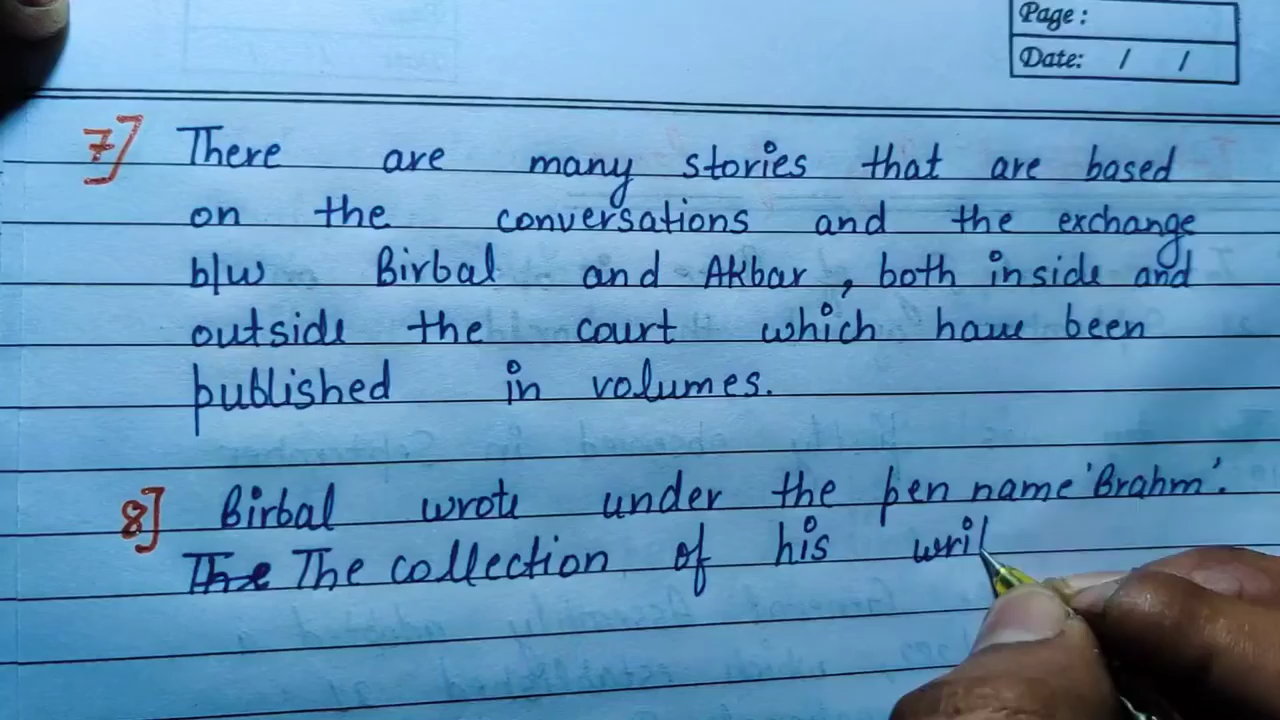 Page :
Date: / /
7] There are many stories that are based
on the conversations and the exchange
b/w Birbal and Akbar, both inside and
outside the court which have been
published in volumes.
8] Birbal wrote under the pen name 'Brahm'.
The The collection of his wri